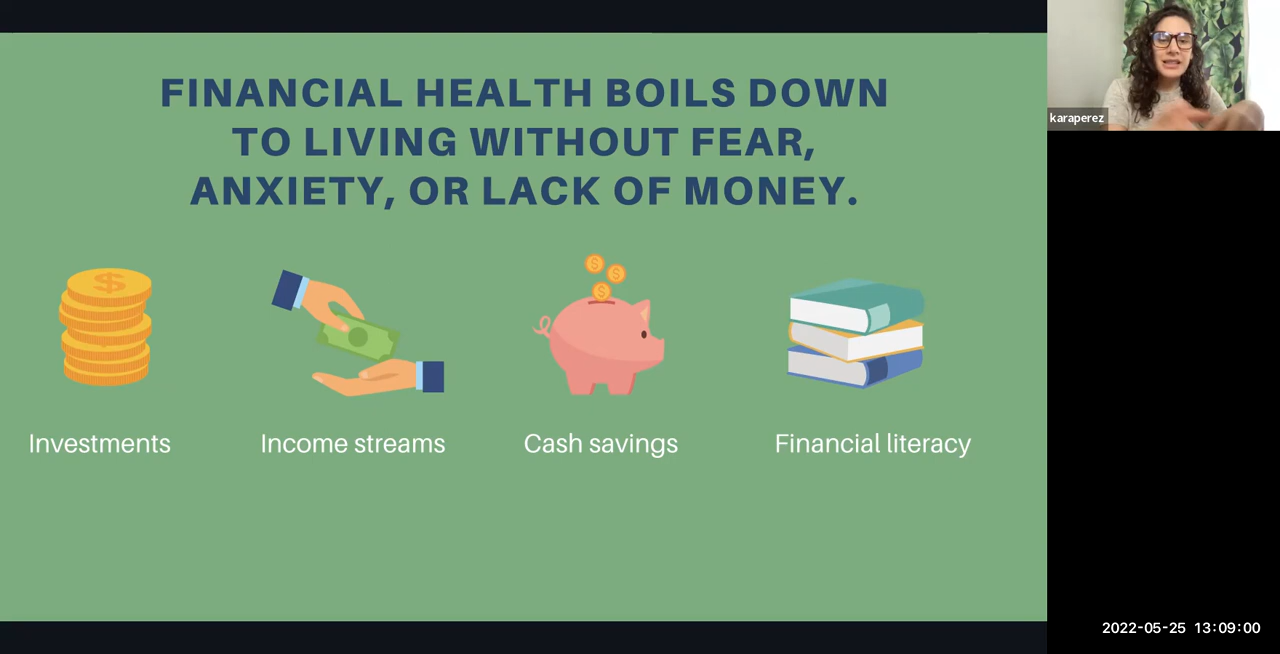 FINANCIAL HEALTH BOILS DOWN
TO LIVING WITHOUT FEAR,
ANXIETY, OR LACK OF MONEY.
Investments
Income streams
Cash savings
Financial literacy
karaperez
2022-05-25 13:09:00